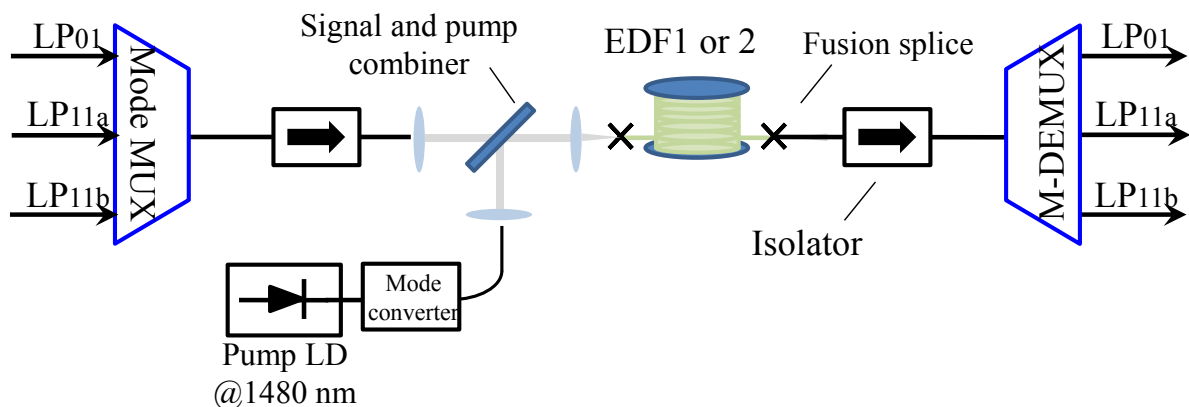 LP01
LP11a
LP11b
Mode MUX
Signal and pump
combiner
EDF1 or 2
Fusion splice
Isolator
Mode
converter
Pump LD
@1480 nm
M-DEMUX
LP01
LP11a
LP11b